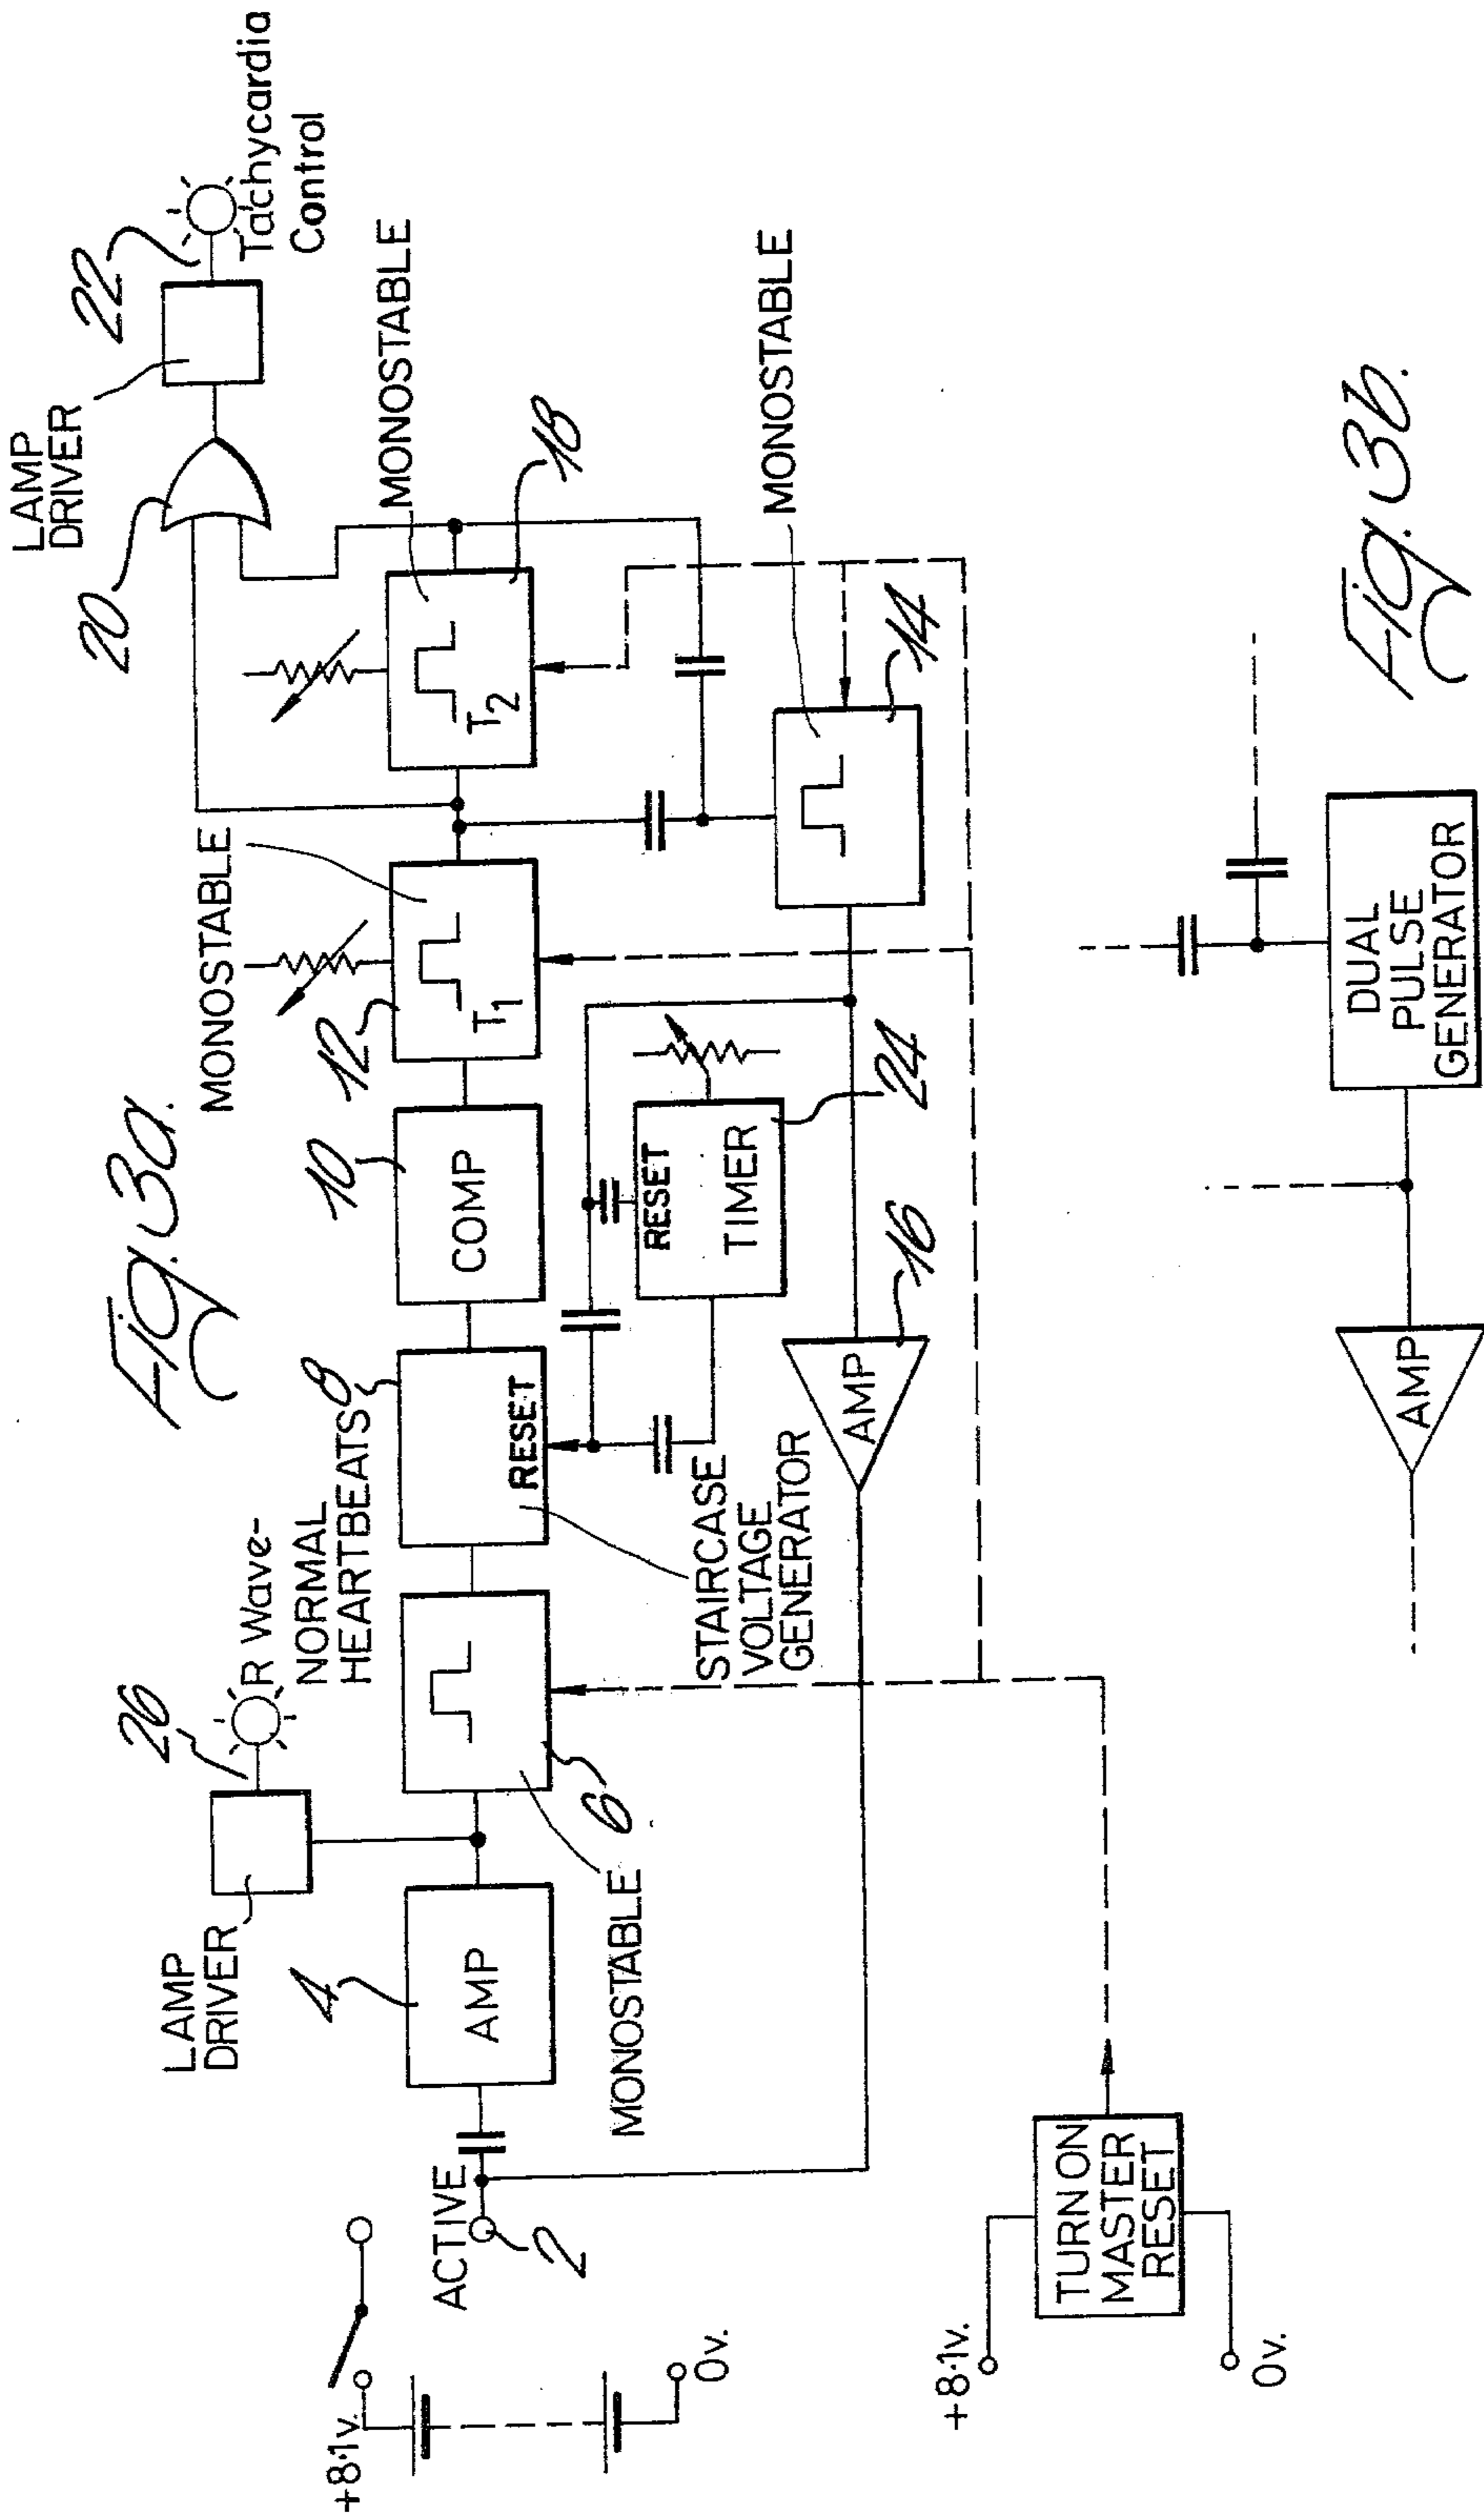 Fig. 3a.
LAMP
DRIVER
26
R Wave-
NORMAL
HEARTBEATS
8
10
12
MONOSTABLE
20
LAMP
DRIVER
22
Tachycardia
Control
+8·1v.
0v.
ACTIVE
2
4
AMP
MONOSTABLE
6
RESET
STAIRCASE
VOLTAGE
GENERATOR
COMP
T1
T2
MONOSTABLE
18
RESET
TIMER
24
AMP
16
14
MONOSTABLE
+8·1v.
0v.
TURN ON
MASTER
RESET
AMP
DUAL
PULSE
GENERATOR
Fig. 3b.